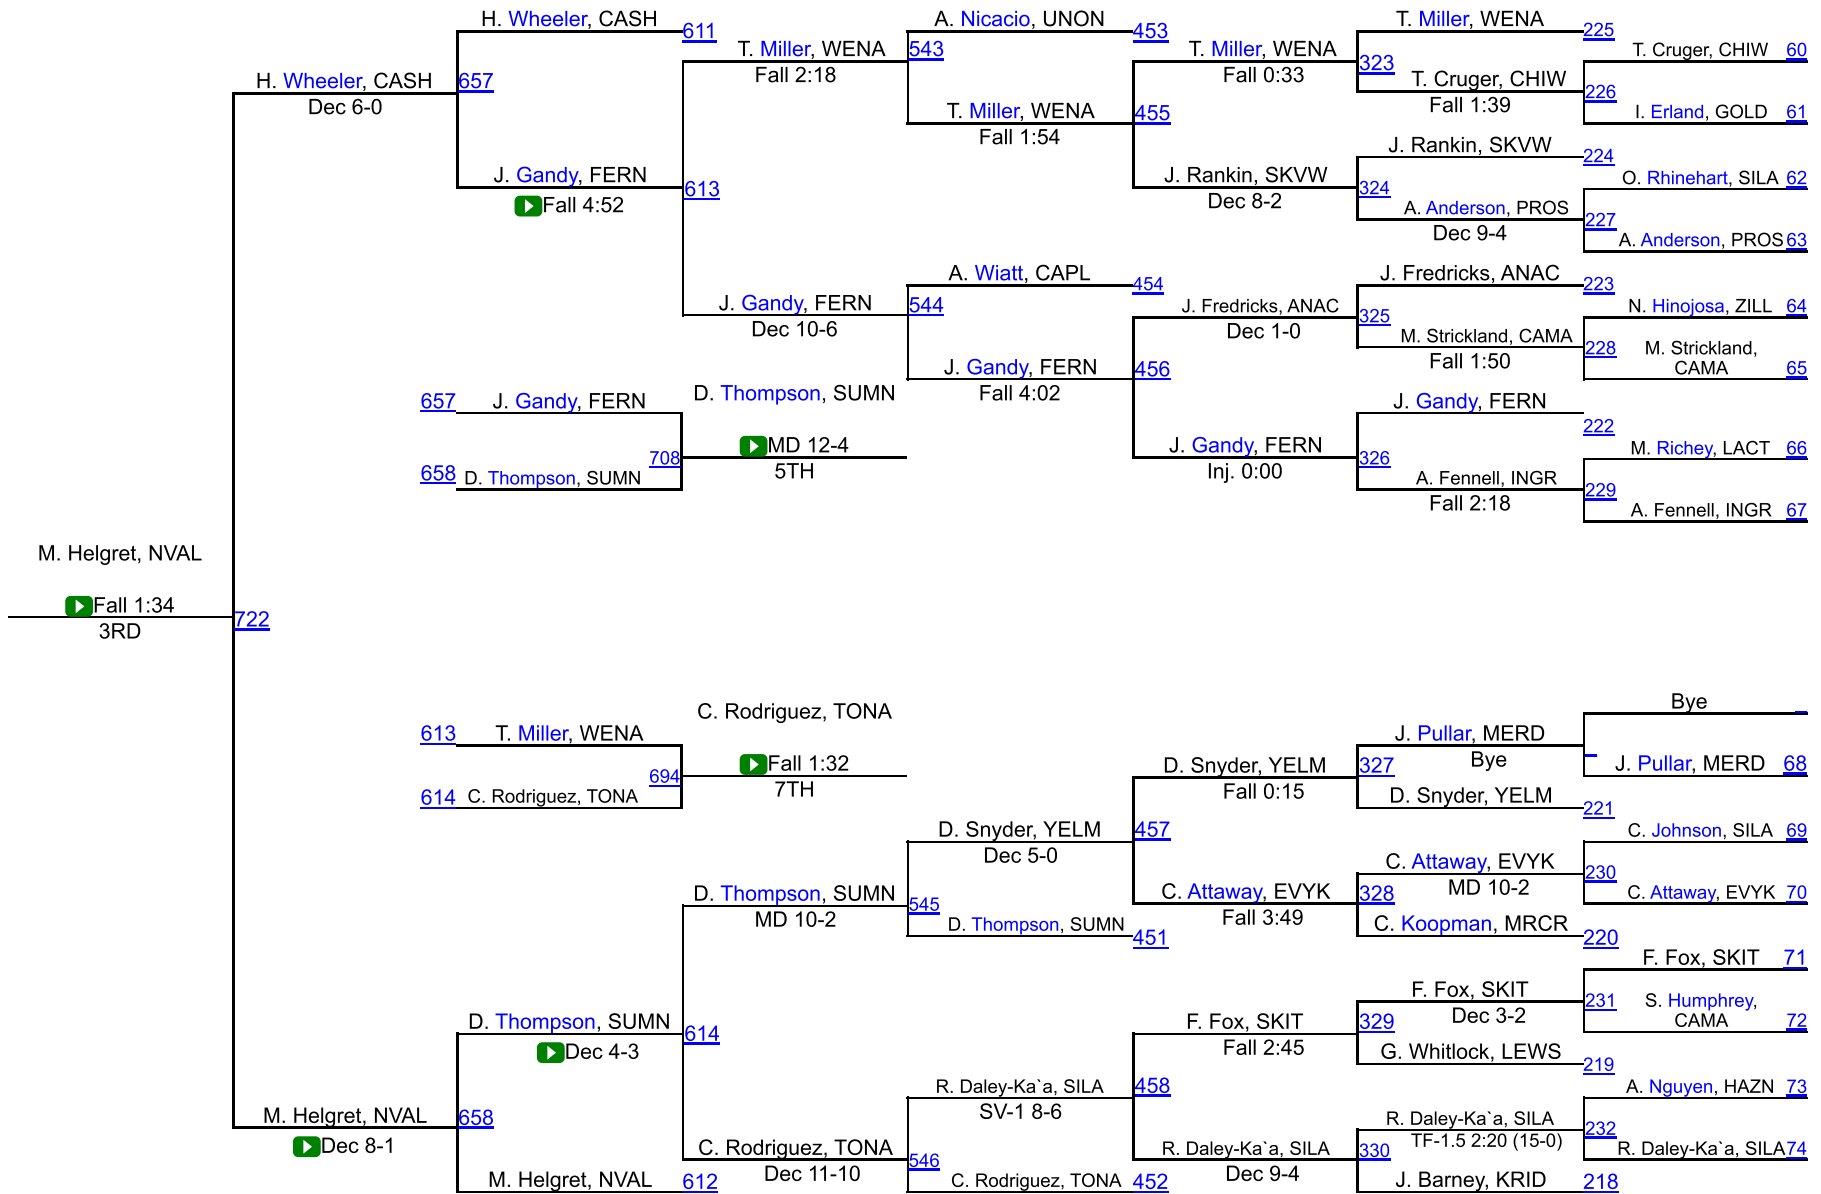 H. Wheeler, CASH
611
A. Nicacio, UNON
453
T. Miller, WENA
225
T. Miller, WENA
Fall 2:18
543
T. Miller, WENA
Fall 0:33
323
T. Cruger, CHIW
60
H. Wheeler, CASH
Dec 6-0
657
T. Cruger, CHIW
Fall 1:39
226
T. Miller, WENA
Fall 1:54
455
I. Erland, GOLD
61
J. Rankin, SKVW
224
J. Gandy, FERN
Fall 4:52
613
J. Rankin, SKVW
Dec 8-2
324
O. Rhinehart, SILA
62
A. Anderson, PROS
Dec 9-4
227
A. Anderson, PROS
63
A. Wiatt, CAPL
454
J. Fredricks, ANAC
223
J. Gandy, FERN
Dec 10-6
544
J. Fredricks, ANAC
Dec 1-0
325
N. Hinojosa, ZILL
64
M. Strickland, CAMA
Fall 1:50
228
M. Strickland,
CAMA
65
J. Gandy, FERN
Fall 4:02
456
657
J. Gandy, FERN
D. Thompson, SUMN
J. Gandy, FERN
222
708
MD 12-4
5TH
J. Gandy, FERN
Inj. 0:00
326
M. Richey, LACT
66
658
D. Thompson, SUMN
A. Fennell, INGR
Fall 2:18
229
A. Fennell, INGR
67
M. Helgret, NVAL
Fall 1:34
3RD
722
Bye
C. Rodriguez, TONA
613
T. Miller, WENA
J. Pullar, MERD
Bye
694
Fall 1:32
7TH
D. Snyder, YELM
Fall 0:15
327
J. Pullar, MERD
68
614
C. Rodriguez, TONA
D. Snyder, YELM
221
D. Snyder, YELM
Dec 5-0
457
C. Johnson, SILA
69
C. Attaway, EVYK
MD 10-2
230
D. Thompson, SUMN
MD 10-2
545
C. Attaway, EVYK
Fall 3:49
328
C. Attaway, EVYK
70
D. Thompson, SUMN
451
C. Koopman, MRCR
220
F. Fox, SKIT
71
F. Fox, SKIT
Dec 3-2
231
S. Humphrey,
CAMA
72
D. Thompson, SUMN
Dec 4-3
614
F. Fox, SKIT
Fall 2:45
329
G. Whitlock, LEWS
219
R. Daley-Ka`a, SILA
SV-1 8-6
458
A. Nguyen, HAZN
73
M. Helgret, NVAL
Dec 8-1
658
R. Daley-Ka`a, SILA
TF-1.5 2:20 (15-0)
232
C. Rodriguez, TONA
Dec 11-10
546
R. Daley-Ka`a, SILA
Dec 9-4
330
R. Daley-Ka`a, SILA
74
M. Helgret, NVAL
612
C. Rodriguez, TONA
452
J. Barney, KRID
218